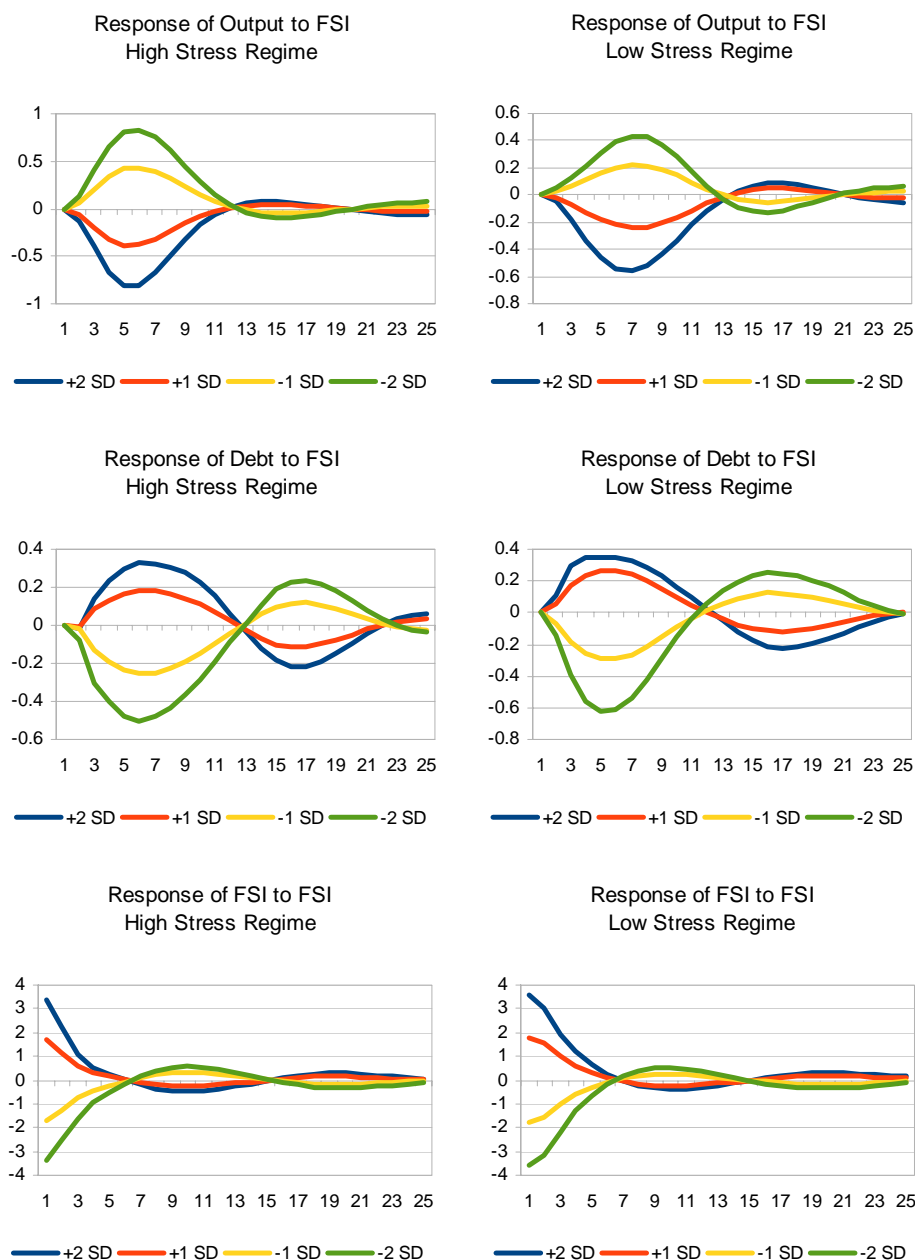 Response of Output to FSI
High Stress Regime
1
0.5
0
-0.5
-1
1 3 5 7 9 11 13 15 17 19 21 23 25
+2 SD +1 SD -1 SD -2 SD
Response of Output to FSI
Low Stress Regime
0.6
0.4
0.2
0
-0.2
-0.4
-0.6
-0.8
1 3 5 7 9 11 13 15 17 19 21 23 25
+2 SD +1 SD -1 SD -2 SD
Response of Debt to FSI
High Stress Regime
0.4
0.2
0
-0.2
-0.4
-0.6
1 3 5 7 9 11 13 15 17 19 21 23 25
+2 SD +1 SD -1 SD -2 SD
Response of Debt to FSI
Low Stress Regime
0.4
0.2
0
-0.2
-0.4
-0.6
-0.8
1 3 5 7 9 11 13 15 17 19 21 23 25
+2 SD +1 SD -1 SD -2 SD
Response of FSI to FSI
High Stress Regime
4
3
2
1
0
-1
-2
-3
-4
1 3 5 7 9 11 13 15 17 19 21 23 25
+2 SD +1 SD -1 SD -2 SD
Response of FSI to FSI
Low Stress Regime
4
3
2
1
0
-1
-2
-3
-4
1 3 5 7 9 11 13 15 17 19 21 23 25
+2 SD +1 SD -1 SD -2 SD